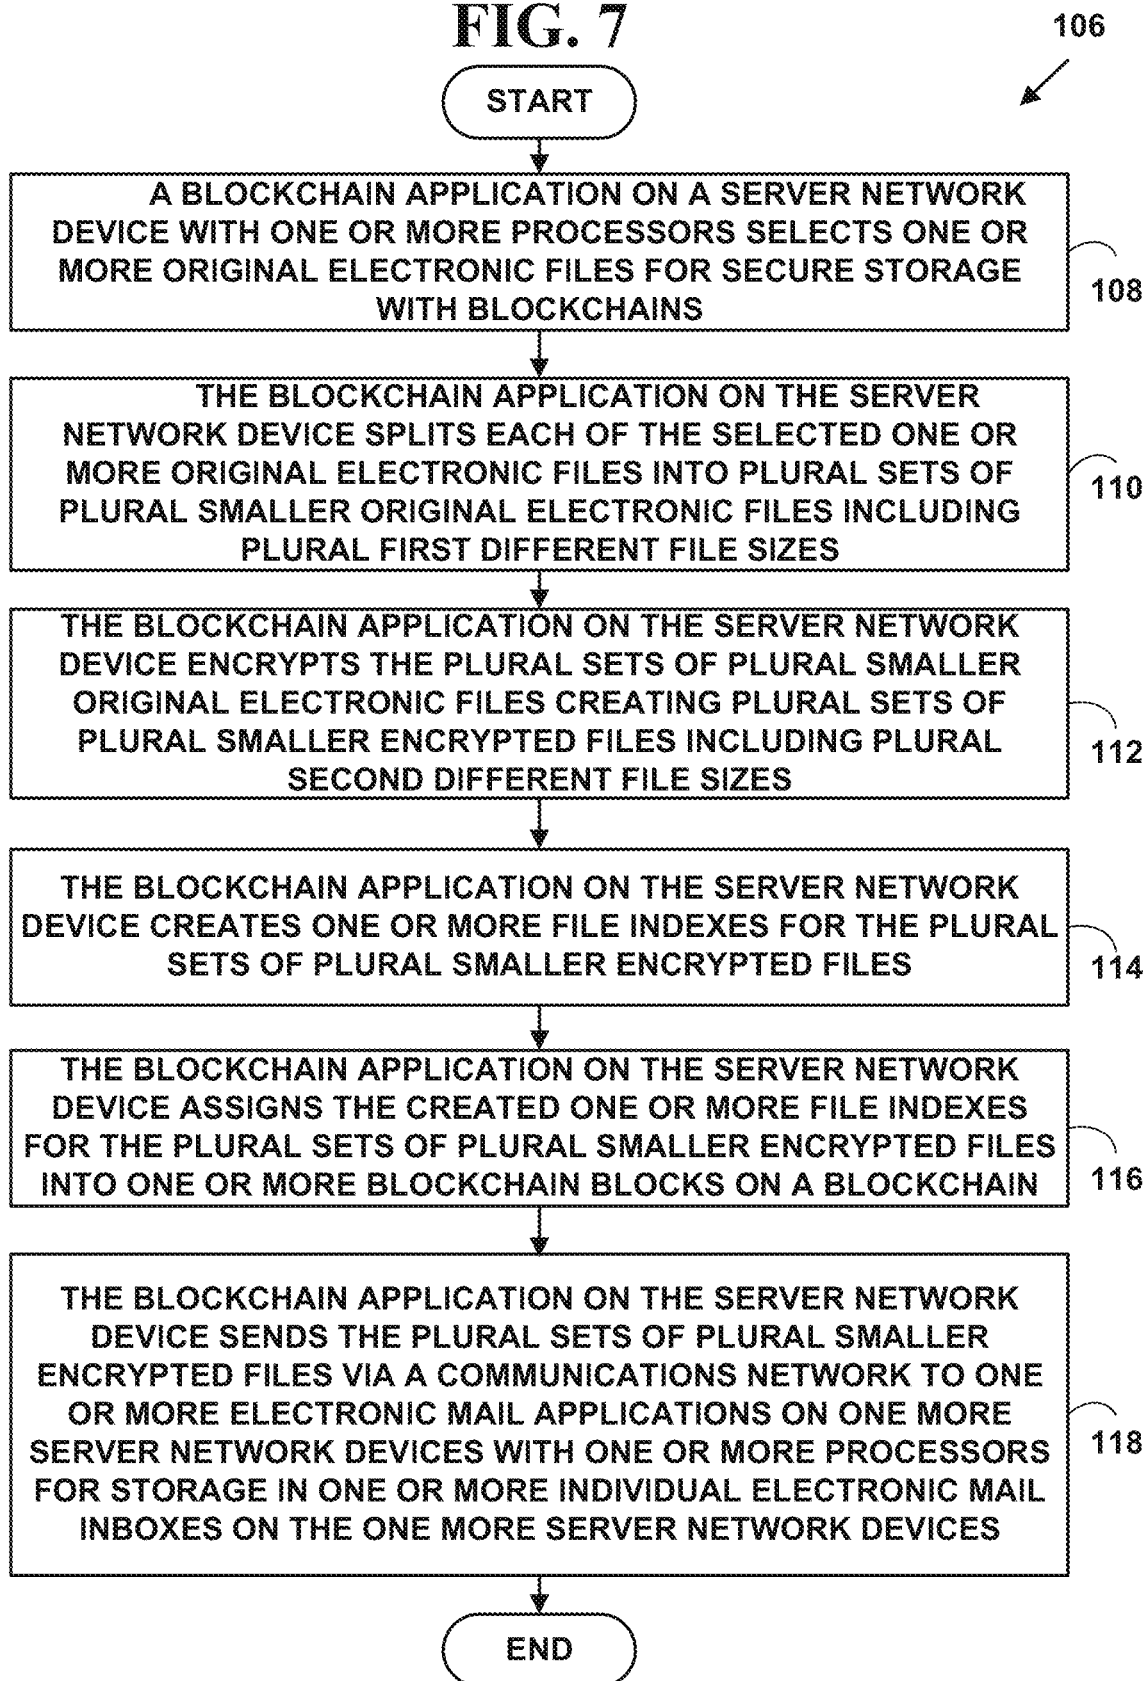 FIG. 7
106
START
A BLOCKCHAIN APPLICATION ON A SERVER NETWORK
DEVICE WITH ONE OR MORE PROCESSORS SELECTS ONE OR
MORE ORIGINAL ELECTRONIC FILES FOR SECURE STORAGE
WITH BLOCKCHAINS
108
THE BLOCKCHAIN APPLICATION ON THE SERVER
NETWORK DEVICE SPLITS EACH OF THE SELECTED ONE OR
MORE ORIGINAL ELECTRONIC FILES INTO PLURAL SETS OF
PLURAL SMALLER ORIGINAL ELECTRONIC FILES INCLUDING
PLURAL FIRST DIFFERENT FILE SIZES
110
THE BLOCKCHAIN APPLICATION ON THE SERVER NETWORK
DEVICE ENCRYPTS THE PLURAL SETS OF PLURAL SMALLER
ORIGINAL ELECTRONIC FILES CREATING PLURAL SETS OF
PLURAL SMALLER ENCRYPTED FILES INCLUDING PLURAL
SECOND DIFFERENT FILE SIZES
112
THE BLOCKCHAIN APPLICATION ON THE SERVER NETWORK
DEVICE CREATES ONE OR MORE FILE INDEXES FOR THE PLURAL
SETS OF PLURAL SMALLER ENCRYPTED FILES
114
THE BLOCKCHAIN APPLICATION ON THE SERVER NETWORK
DEVICE ASSIGNS THE CREATED ONE OR MORE FILE INDEXES
FOR THE PLURAL SETS OF PLURAL SMALLER ENCRYPTED FILES
INTO ONE OR MORE BLOCKCHAIN BLOCKS ON A BLOCKCHAIN
116
THE BLOCKCHAIN APPLICATION ON THE SERVER NETWORK
DEVICE SENDS THE PLURAL SETS OF PLURAL SMALLER
ENCRYPTED FILES VIA A COMMUNICATIONS NETWORK TO ONE
OR MORE ELECTRONIC MAIL APPLICATIONS ON ONE MORE
SERVER NETWORK DEVICES WITH ONE OR MORE PROCESSORS
FOR STORAGE IN ONE OR MORE INDIVIDUAL ELECTRONIC MAIL
INBOXES ON THE ONE MORE SERVER NETWORK DEVICES
118
END